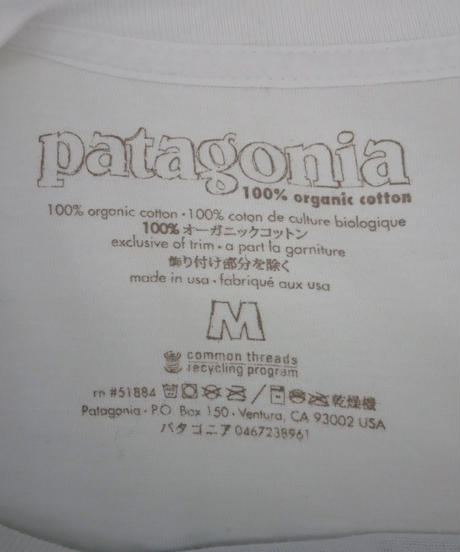 patagonia
100% organic cotton
100% organic cotton • 100% coton de culture biologique
100% オーガニックコットン
exclusive of trim • a part la garniture
飾り付け部分を除く
made in usa • fabriqué aux usa
M
common threads
recycling program
rn #51884 / 乾燥機
Patagonia • P.O. Box 150 • Ventura, CA 93002 USA
パタゴニア 0467238961